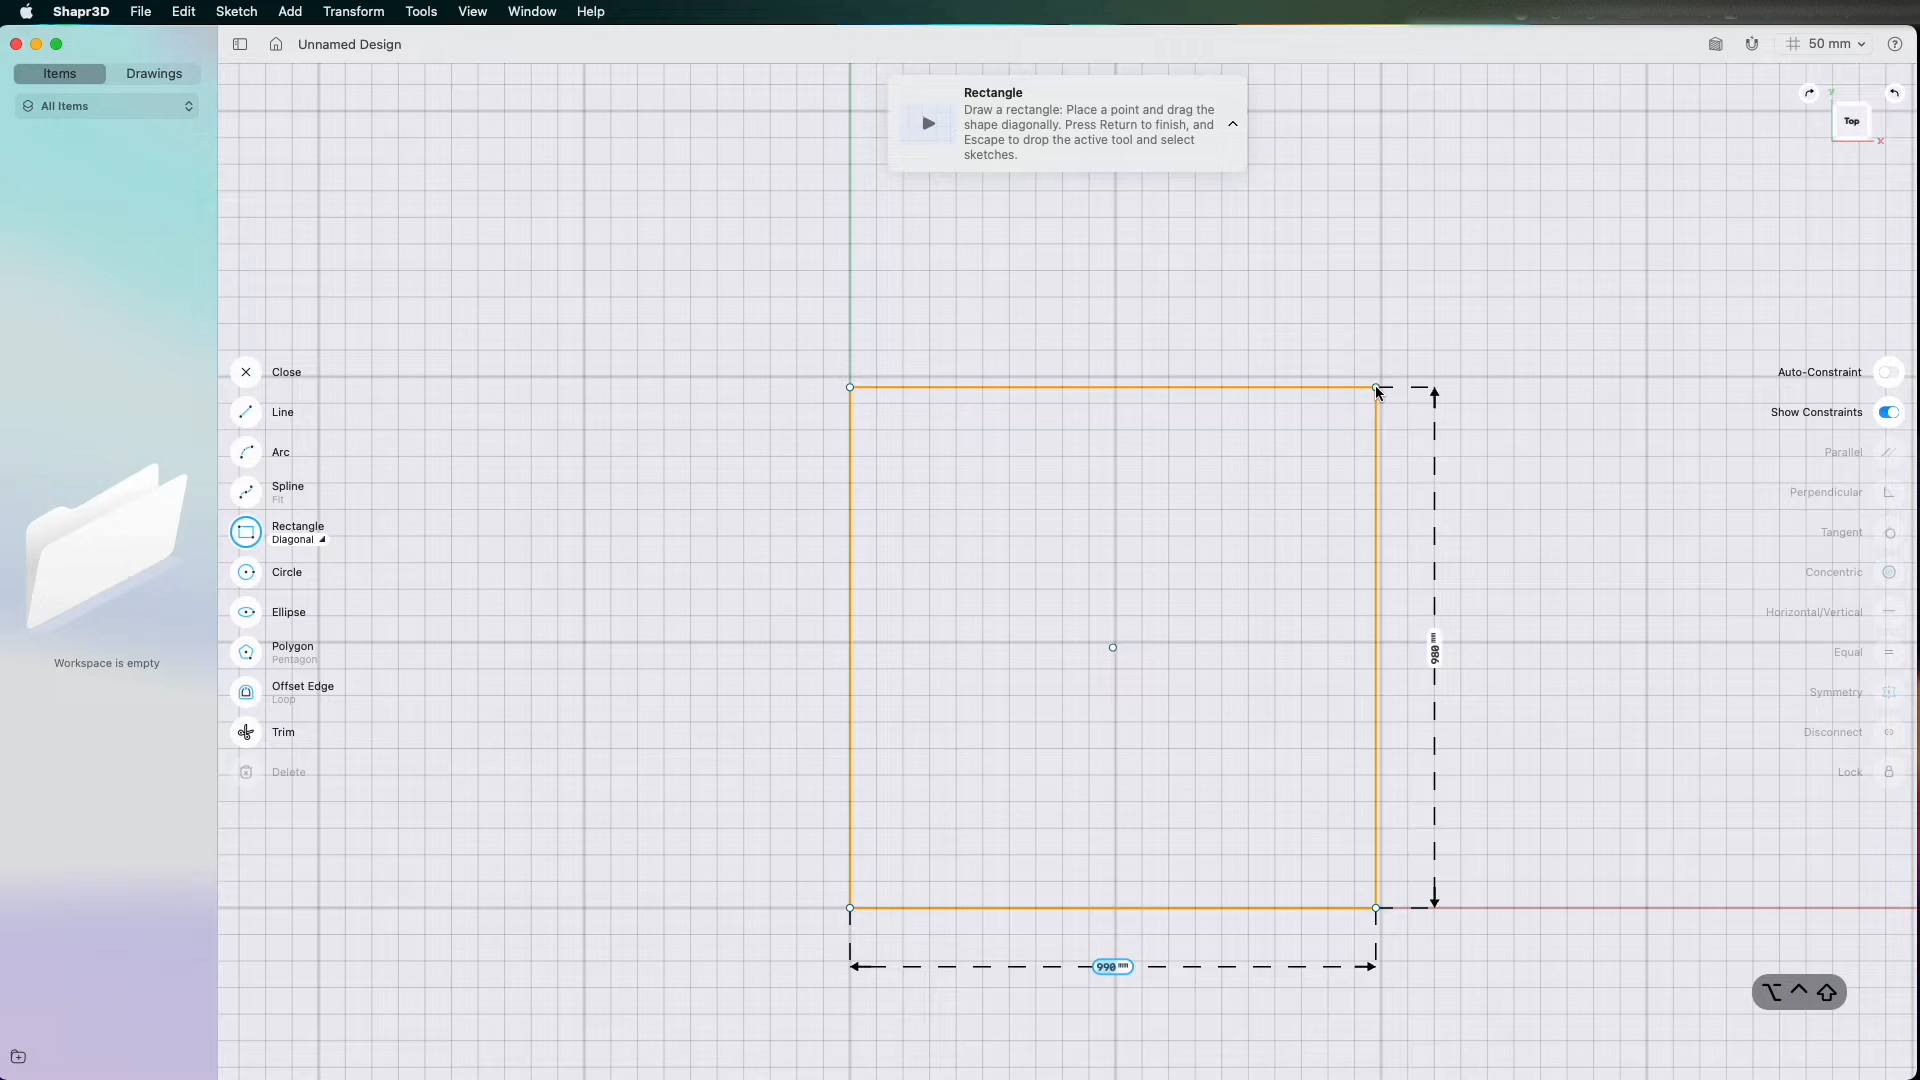 Shapr3D File Edit Sketch Add Transform Tools View Window Help
Unnamed Design
50 mm
Items Drawings
All Items
Rectangle
Draw a rectangle: Place a point and drag the
shape diagonally. Press Return to finish, and
Escape to drop the active tool and select
sketches.
y
Top
x
Close
Line
Arc
Spline
Fit
Rectangle
Diagonal
Circle
Ellipse
Polygon
Pentagon
Offset Edge
Loop
Trim
Delete
Workspace is empty
980 mm
990 mm
Auto-Constraint
Show Constraints
Parallel
Perpendicular
Tangent
Concentric
Horizontal/Vertical
Equal
Symmetry
Disconnect
Lock